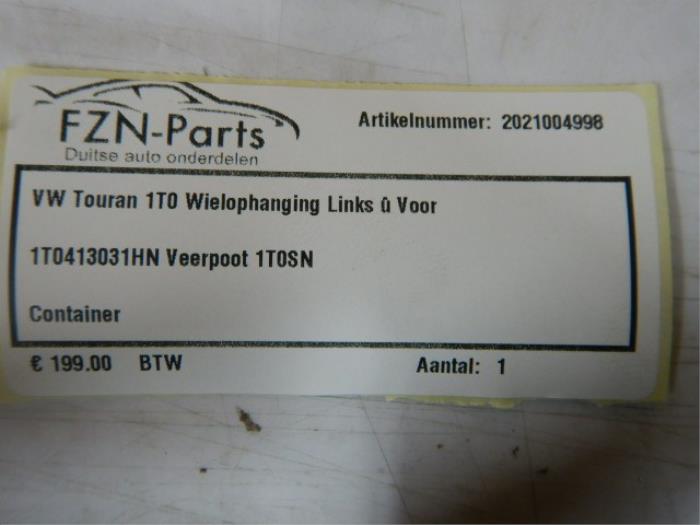 FZN-Parts
Duitse auto onderdelen
Artikelnummer: 2021004998
VW Touran 1T0 Wielophanging Links û Voor
1T0413031HN Veerpoot 1T0SN
Container
€ 199.00 BTW Aantal: 1